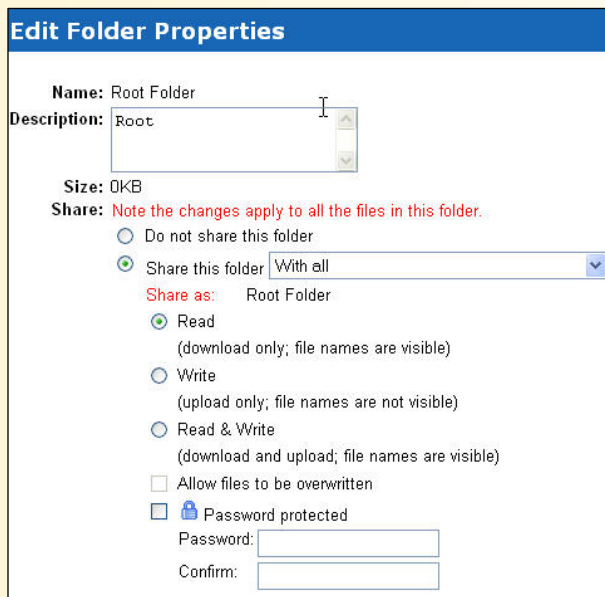 Edit Folder Properties
Name: Root Folder
Description: Root
Size: 0KB
Share: Note the changes apply to all the files in this folder.
Do not share this folder
Share this folder With all
Share as: Root Folder
Read
(download only; file names are visible)
Write
(upload only; file names are not visible)
Read & Write
(download and upload; file names are visible)
Allow files to be overwritten
Password protected
Password:
Confirm: